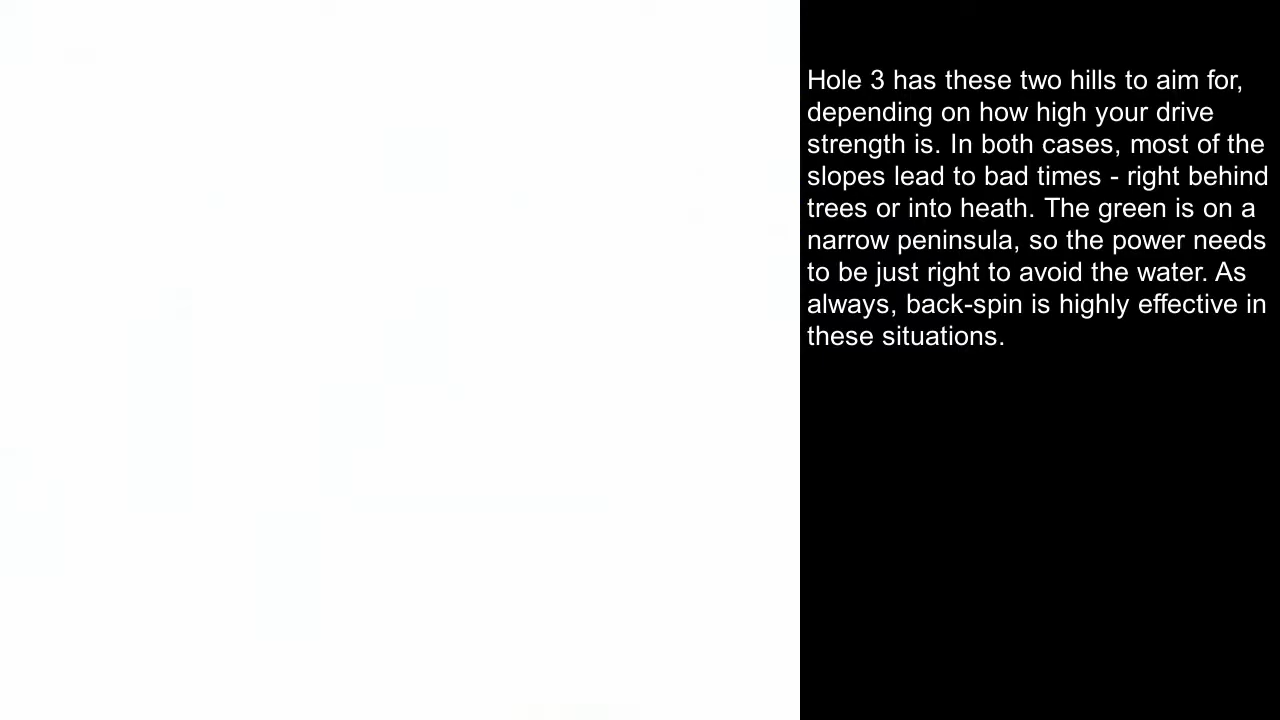 Hole 3 has these two hills to aim for,
depending on how high your drive
strength is. In both cases, most of the
slopes lead to bad times - right behind
trees or into heath. The green is on a
narrow peninsula, so the power needs
to be just right to avoid the water. As
always, back-spin is highly effective in
these situations.